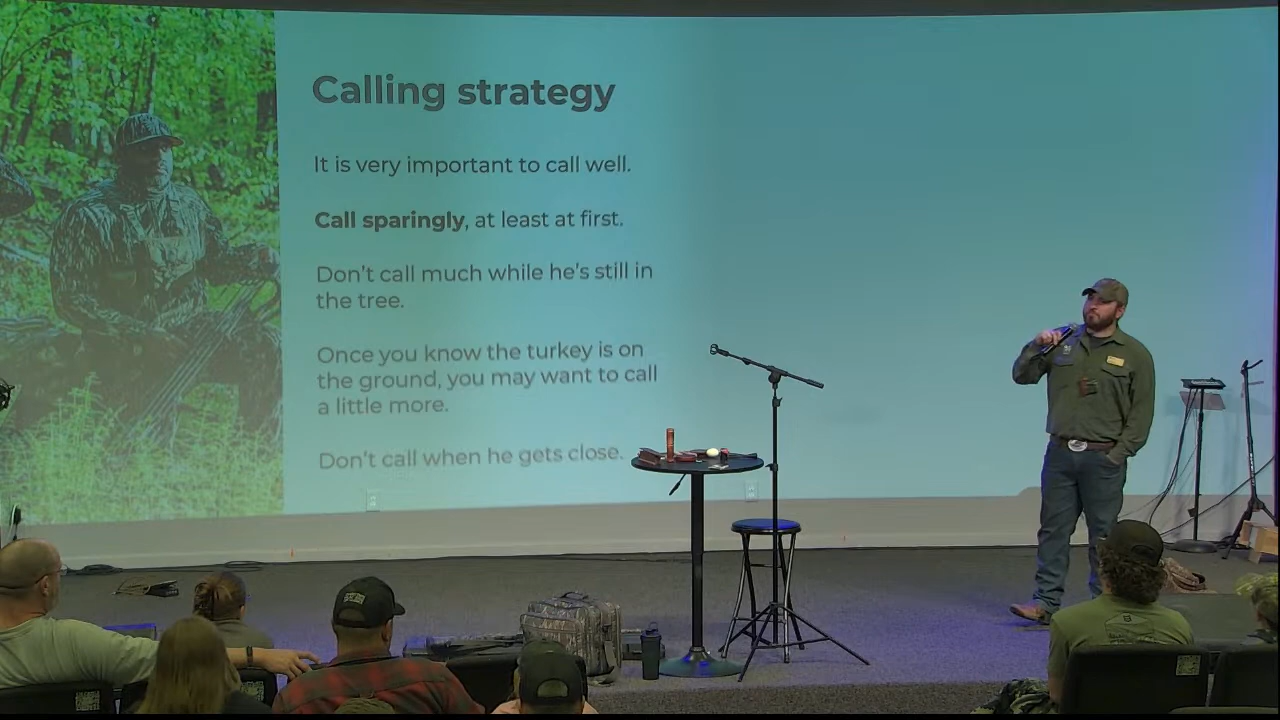 Calling strategy
It is very important to call well.
Call sparingly, at least at first.
Don't call much while he's still in
the tree.
Once you know the turkey is on
the ground, you may want to call
a little more.
Don't call when he gets close.